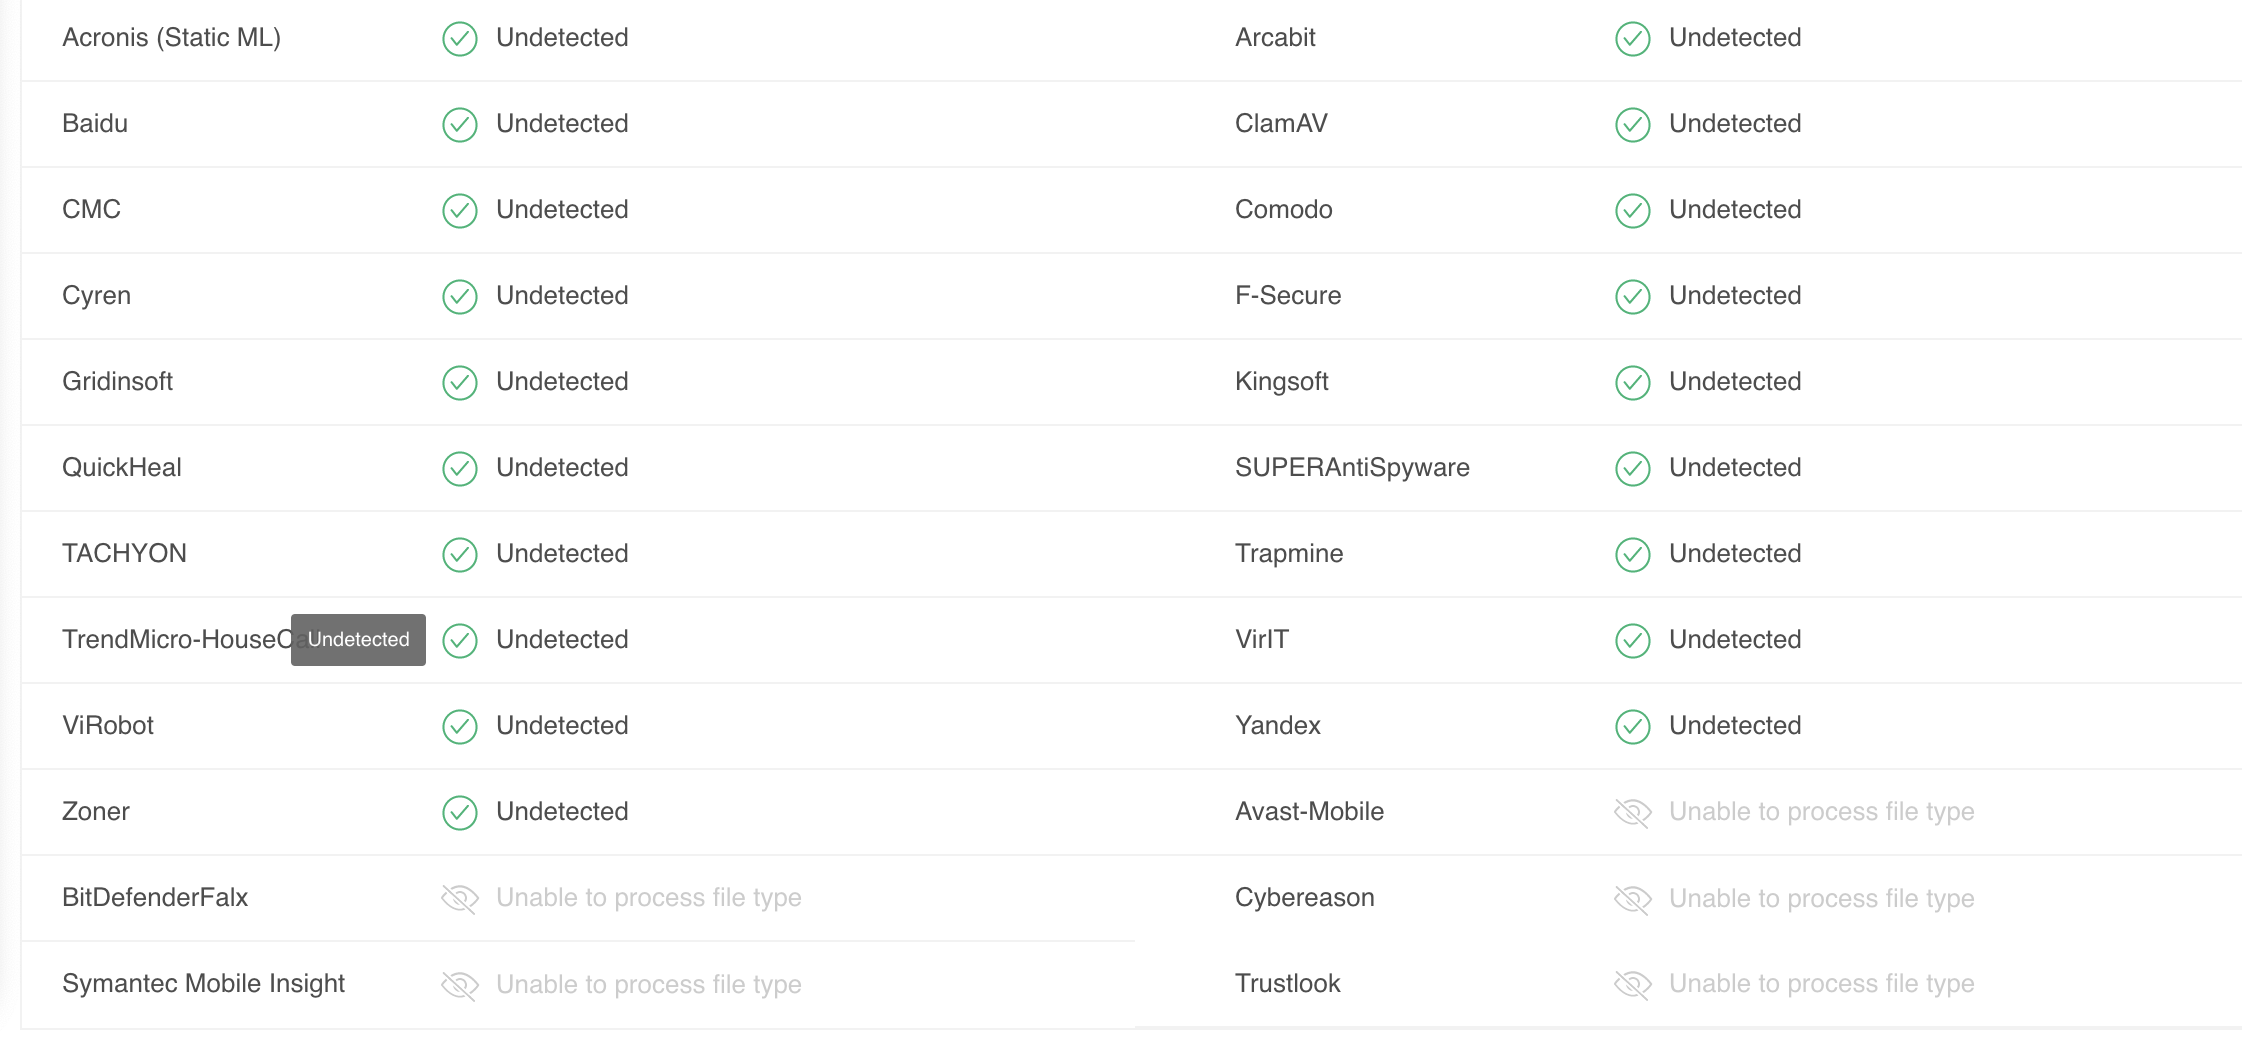 Acronis (Static ML) Undetected Arcabit Undetected
Baidu Undetected ClamAV Undetected
CMC Undetected Comodo Undetected
Cyren Undetected F-Secure Undetected
Gridinsoft Undetected Kingsoft Undetected
QuickHeal Undetected SUPERAntiSpyware Undetected
TACHYON Undetected Trapmine Undetected
TrendMicro-HouseCall Undetected Undetected VirIT Undetected
ViRobot Undetected Yandex Undetected
Zoner Undetected Avast-Mobile Unable to process file type
BitDefenderFalx Unable to process file type Cybereason Unable to process file type
Symantec Mobile Insight Unable to process file type Trustlook Unable to process file type